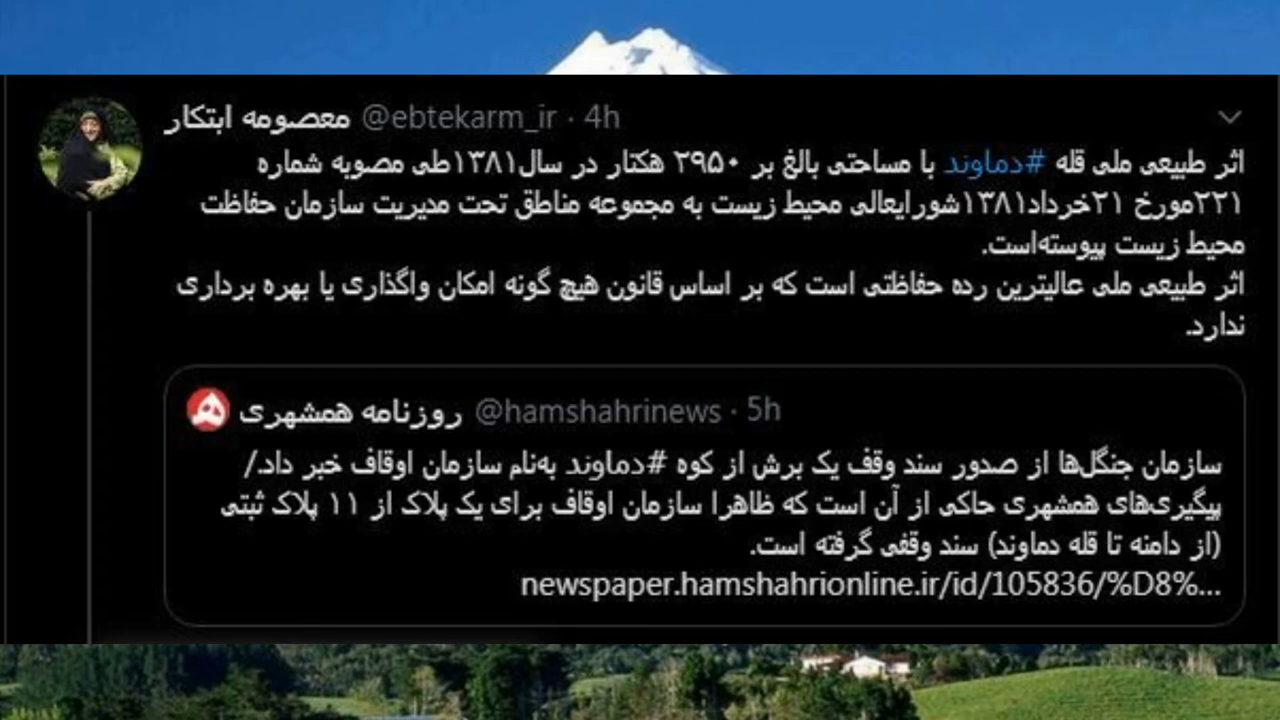 معصومه ابتکار @ebtekarm_ir · 4h
اثر طبیعی ملی قله #دماوند با مساحتی بالغ بر ۲۹۵۰ هکتار در سال۱۳۸۱طی مصوبه شماره
۲۲۱مورخ ۲۱خرداد۱۳۸۱شورایعالی محیط زیست به مجموعه مناطق تحت مدیریت سازمان حفاظت
محیط زیست پیوسته‌است.
اثر طبیعی ملی عالیترین رده حفاظتی است که بر اساس قانون هیچ گونه امکان واگذاری یا بهره برداری
ندارد.
روزنامه همشهری @hamshahrinews · 5h
سازمان جنگل‌ها از صدور سند وقف یک برش از کوه #دماوند به‌نام سازمان اوقاف خبر داد./
پیگیری‌های همشهری حاکی از آن است که ظاهرا سازمان اوقاف برای یک پلاک از ۱۱ پلاک ثبتی
(از دامنه تا قله دماوند) سند وقفی گرفته است.
newspaper.hamshahrionline.ir/id/105836/%D8%...